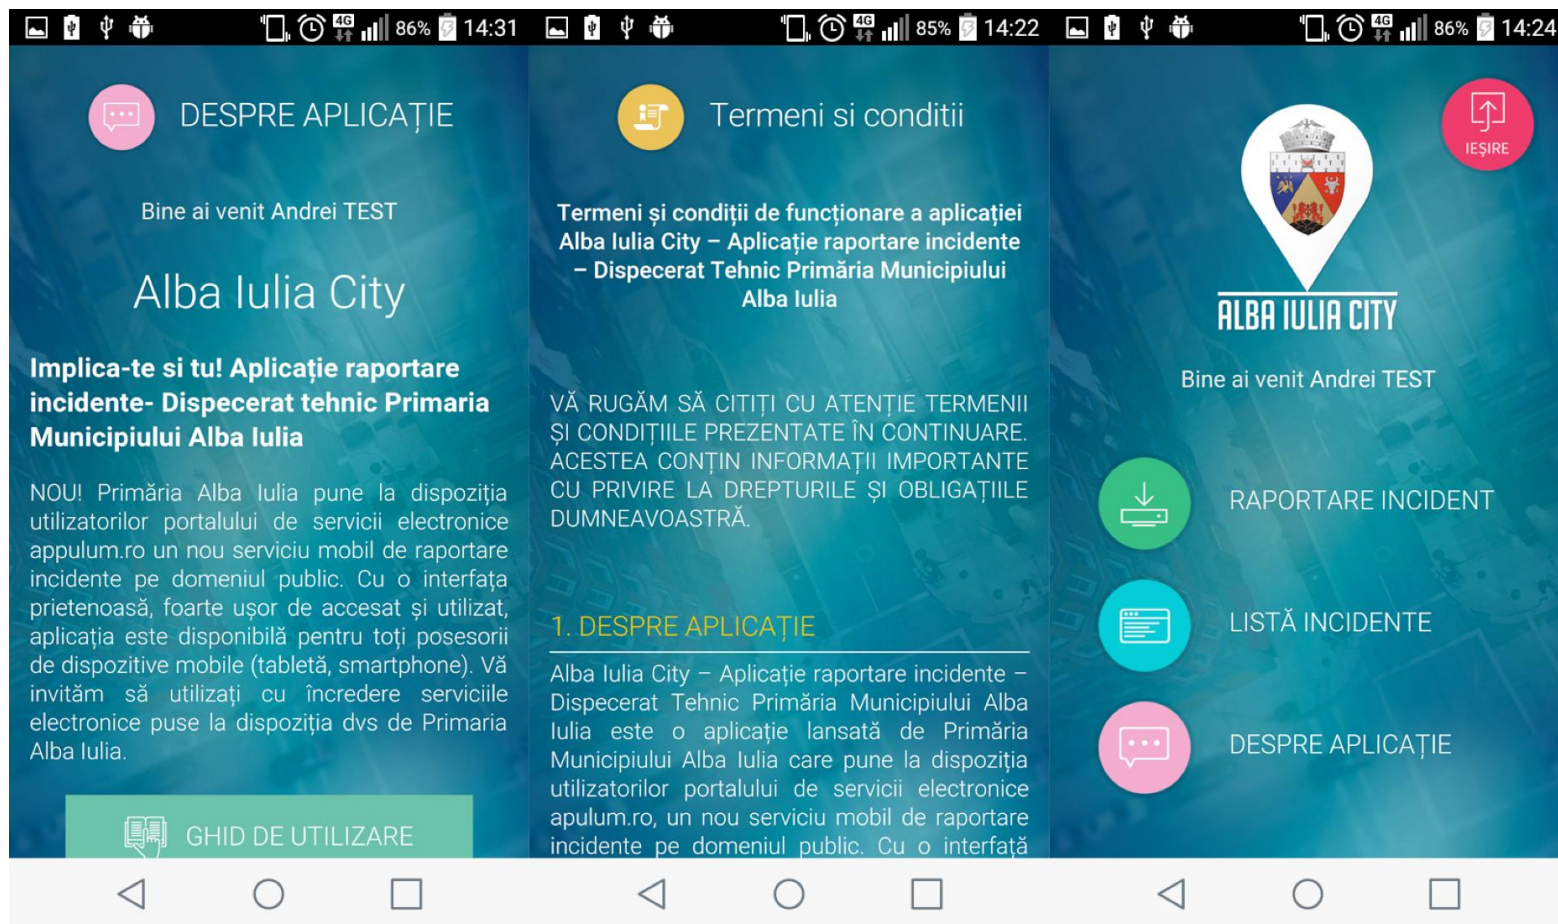 4G 86% 14:31
DESPRE APLICAȚIE
Bine ai venit Andrei TEST
Alba Iulia City
Implica-te si tu! Aplicație raportare
incidente- Dispecerat tehnic Primaria
Municipiului Alba Iulia
NOU! Primăria Alba Iulia pune la dispoziția
utilizatorilor portalului de servicii electronice
appulum.ro un nou serviciu mobil de raportare
incidente pe domeniul public. Cu o interfața
prietenoasă, foarte ușor de accesat și utilizat,
aplicația este disponibilă pentru toți posesorii
de dispozitive mobile (tabletă, smartphone). Vă
invităm să utilizați cu încredere serviciile
electronice puse la dispoziția dvs de Primaria
Alba Iulia.
GHID DE UTILIZARE
4G 85% 14:22
Termeni si conditii
Termeni și condiții de funcționare a aplicației
Alba Iulia City – Aplicație raportare incidente
– Dispecerat Tehnic Primăria Municipiului
Alba Iulia
VĂ RUGĂM SĂ CITIȚI CU ATENȚIE TERMENII
ȘI CONDIȚIILE PREZENTATE ÎN CONTINUARE.
ACESTEA CONȚIN INFORMAȚII IMPORTANTE
CU PRIVIRE LA DREPTURILE ȘI OBLIGAȚIILE
DUMNEAVOASTRĂ.
1. DESPRE APLICAȚIE
Alba Iulia City – Aplicație raportare incidente –
Dispecerat Tehnic Primăria Municipiului Alba
Iulia este o aplicație lansată de Primăria
Municipiului Alba Iulia care pune la dispoziția
utilizatorilor portalului de servicii electronice
apulum.ro, un nou serviciu mobil de raportare
incidente pe domeniul public. Cu o interfață
4G 86% 14:24
IEȘIRE
ALBA IULIA CITY
Bine ai venit Andrei TEST
RAPORTARE INCIDENT
LISTĂ INCIDENTE
DESPRE APLICAȚIE